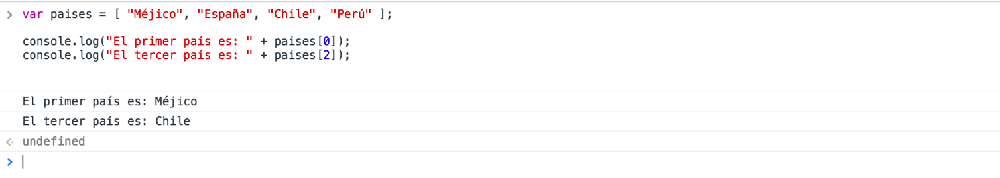 > var paises = [ "Méjico", "España", "Chile", "Perú" ];
console.log("El primer país es: " + paises[0]);
console.log("El tercer país es: " + paises[2]);
El primer país es: Méjico
El tercer país es: Chile
undefined
>